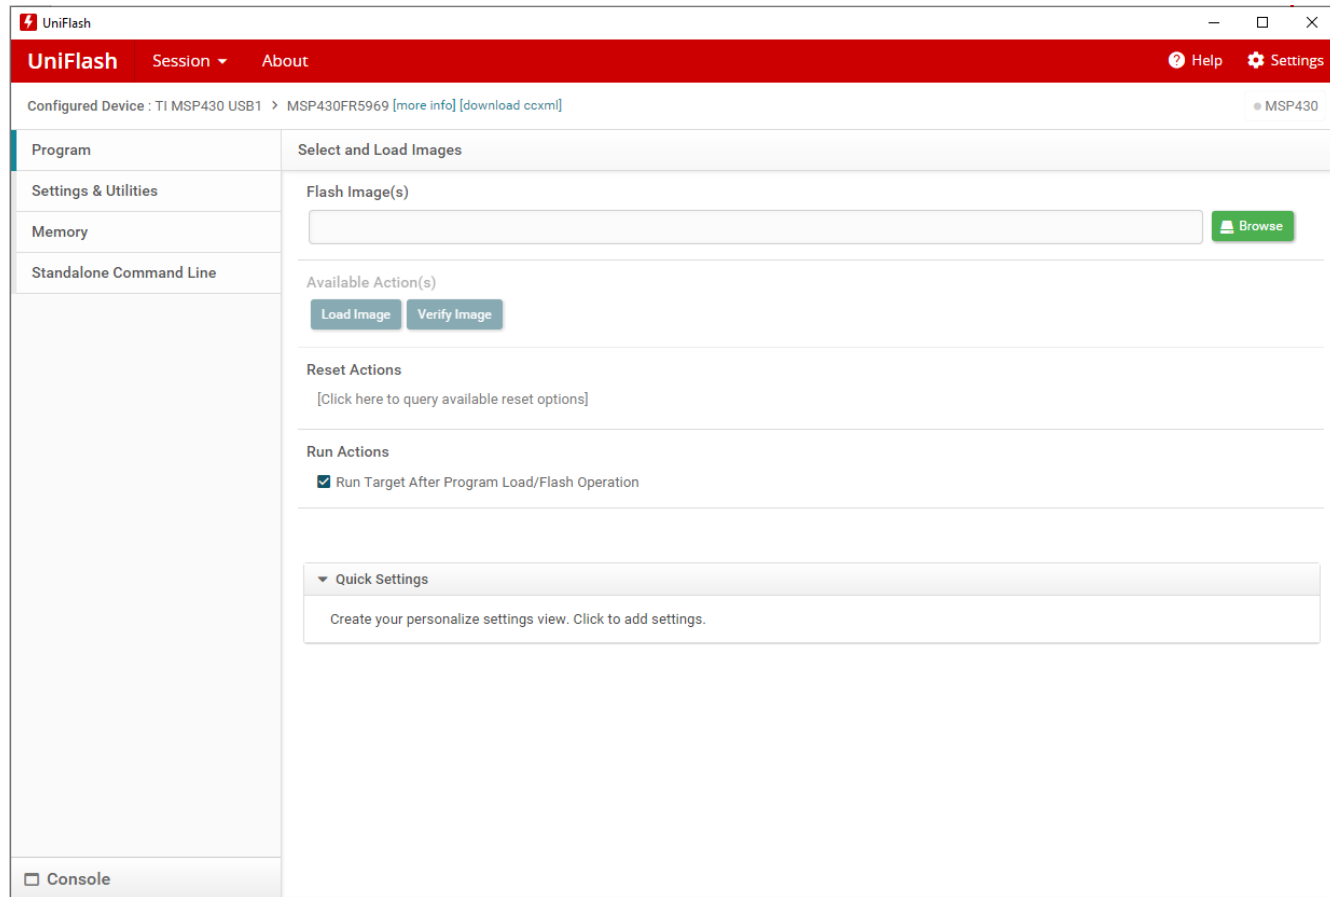 UniFlash
UniFlash Session About Help Settings
Configured Device : TI MSP430 USB1 > MSP430FR5969 [more info] [download ccxml] MSP430
Program
Settings & Utilities
Memory
Standalone Command Line
Select and Load Images
Flash Image(s)
Browse
Available Action(s)
Load Image Verify Image
Reset Actions
[Click here to query available reset options]
Run Actions
Run Target After Program Load/Flash Operation
Quick Settings
Create your personalize settings view. Click to add settings.
Console